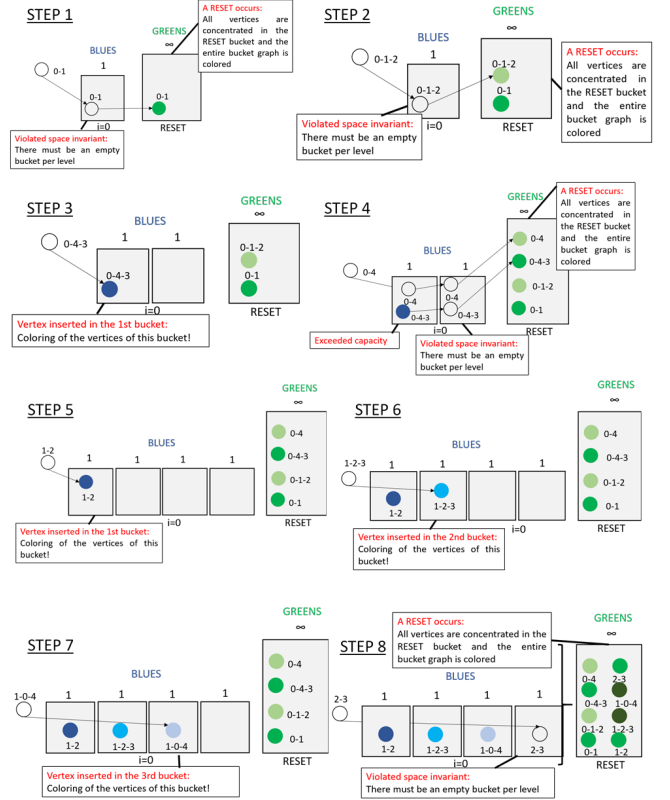 STEP 1
GREENS
∞
A RESET occurs:
All vertices are
concentrated in the
RESET bucket and the
entire bucket graph is
colored
BLUES
1
0-1
0-1
0-1
i=0
RESET
Violated space invariant:
There must be an empty
bucket per level
STEP 2
GREENS
∞
BLUES
1
0-1-2
0-1-2
0-1-2
0-1
i=0
RESET
A RESET occurs:
All vertices are
concentrated in
the RESET bucket
and the entire
bucket graph is
colored
Violated space invariant:
There must be an empty
bucket per level
STEP 3
GREENS
∞
BLUES
1 1
0-4-3
0-4-3
0-1-2
0-1
i=0
RESET
Vertex inserted in the 1st bucket:
Coloring of the vertices of this bucket!
STEP 4
GREENS
∞
A RESET occurs:
All vertices are
concentrated in
the RESET bucket
and the entire
bucket graph is
colored
BLUES
1 1
0-4
0-4
0-4-3
0-4
0-4-3
0-4
0-4-3
0-1-2
0-1
i=0
RESET
Exceeded capacity
Violated space invariant:
There must be an empty
bucket per level
STEP 5
GREENS
∞
BLUES
1 1 1 1
1-2
1-2
0-4
0-4-3
0-1-2
0-1
i=0
RESET
Vertex inserted in the 1st bucket:
Coloring of the vertices of this
bucket!
STEP 6
GREENS
∞
BLUES
1 1 1 1
1-2-3
1-2
1-2-3
0-4
0-4-3
0-1-2
0-1
i=0
RESET
Vertex inserted in the 2nd bucket:
Coloring of the vertices of this
bucket!
STEP 7
GREENS
∞
BLUES
1 1 1 1
1-0-4
1-2
1-2-3
1-0-4
0-4
0-4-3
0-1-2
0-1
i=0
RESET
Vertex inserted in the 3rd bucket:
Coloring of the vertices of this bucket!
STEP 8
GREENS
∞
A RESET occurs:
All vertices are concentrated in the
RESET bucket and the entire
bucket graph is colored
BLUES
1 1 1 1
2-3
1-2
1-2-3
1-0-4
2-3
0-4 2-3
0-4-3 1-0-4
0-1-2 1-2-3
0-1 1-2
i=0
RESET
Violated space invariant:
There must be an empty bucket per level